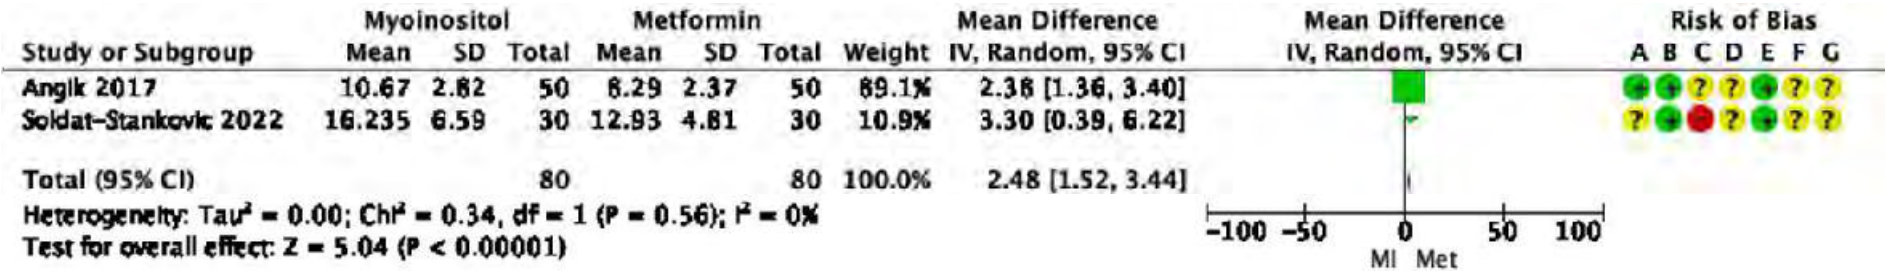 Myoinositol Metformin Mean Difference Mean Difference Risk of Bias
Study or Subgroup Mean SD Total Mean SD Total Weight IV, Random, 95% CI IV, Random, 95% CI A B C D E F G
Angik 2017 10.67 2.82 50 8.29 2.37 50 89.1% 2.38 [1.36, 3.40] + + ? ? + ? ?
Soldat-Stankovic 2022 16.235 6.59 30 12.93 4.81 30 10.9% 3.30 [0.39, 6.22] ? + - ? + ? ?
Total (95% CI) 80 80 100.0% 2.48 [1.52, 3.44]
Heterogeneity: Tau² = 0.00; Chi² = 0.34, df = 1 (P = 0.56); I² = 0%
Test for overall effect: Z = 5.04 (P < 0.00001)
-100 -50 0 50 100
MI Met